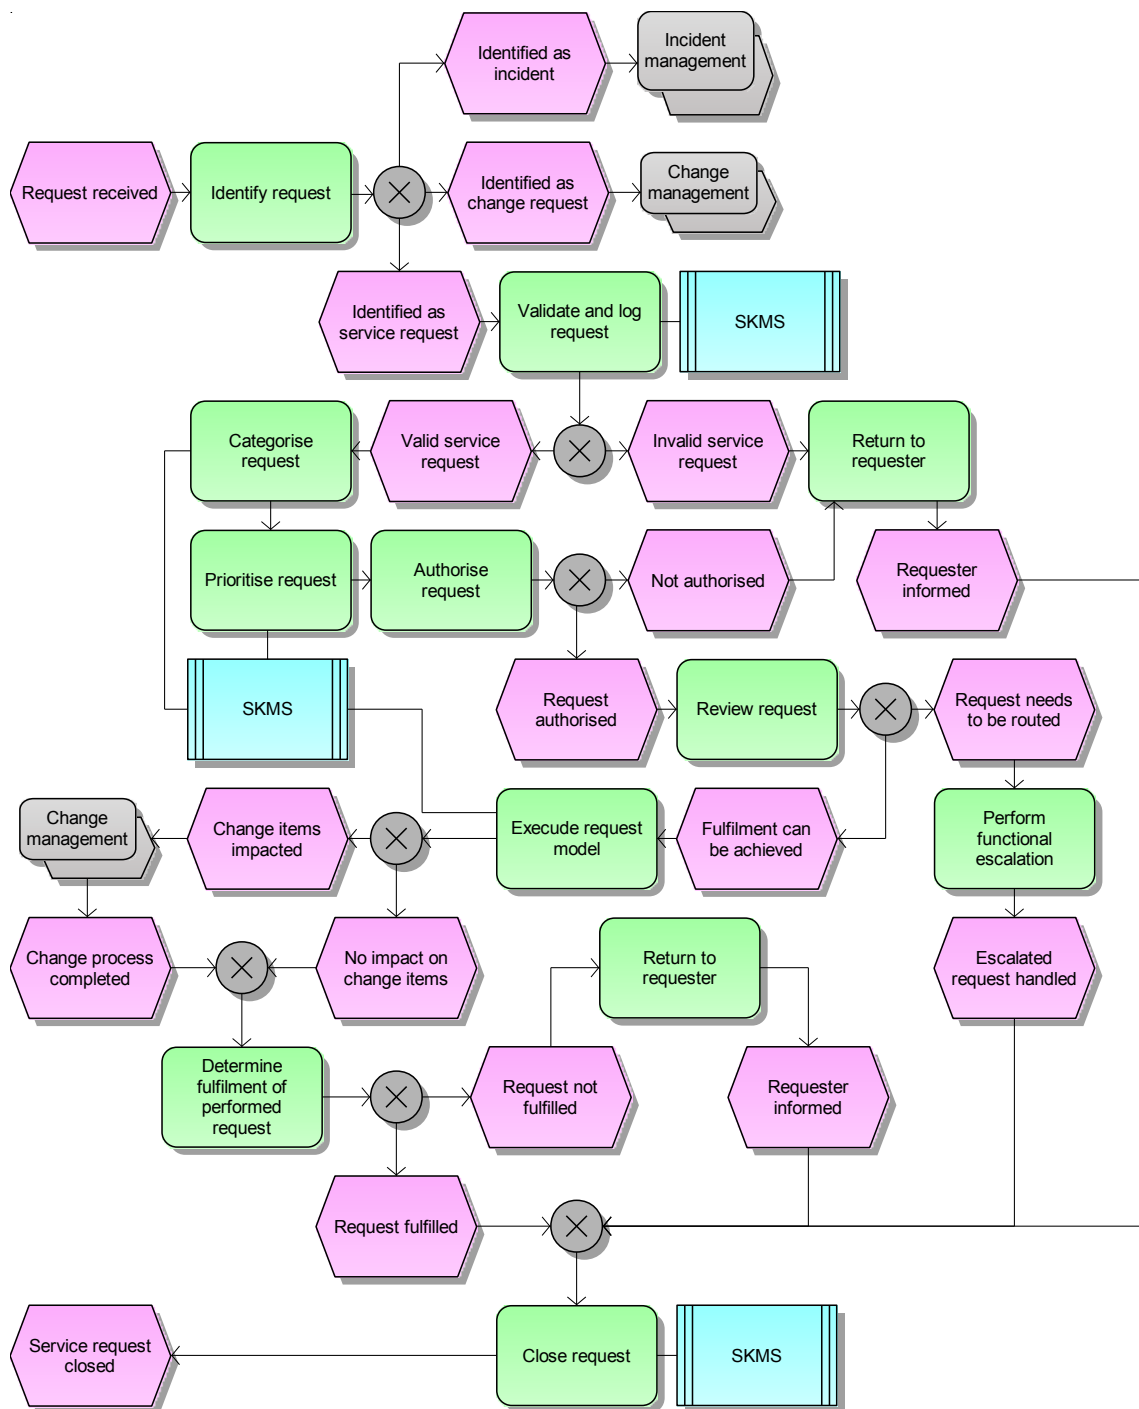 Identified as
incident
Incident
management
Request received
Identify request
Identified as
change request
Change
management
Identified as
service request
Validate and log
request
SKMS
Categorise
request
Valid service
request
Invalid service
request
Return to
requester
Prioritise request
Authorise
request
Not authorised
Requester
informed
SKMS
Request
authorised
Review request
Request needs
to be routed
Change
management
Change items
impacted
Execute request
model
Fulfilment can
be achieved
Perform
functional
escalation
Change process
completed
No impact on
change items
Return to
requester
Escalated
request handled
Determine
fulfilment of
performed
request
Request not
fulfilled
Requester
informed
Request fulfilled
Service request
closed
Close request
SKMS